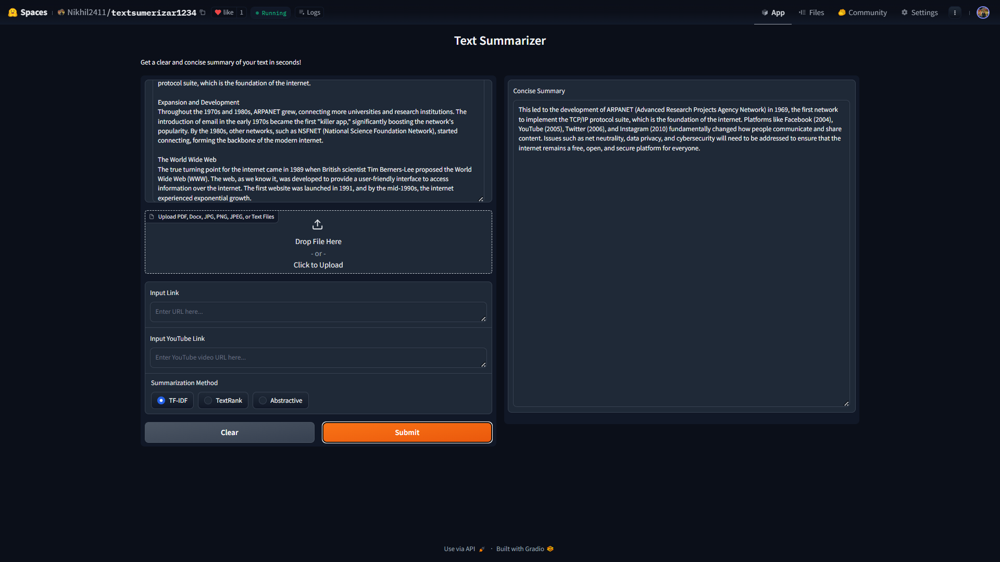 Spaces
Nikhil2411/textsumerizar1234
like 1
Running
Logs
App
Files
Community
Settings
Text Summarizer
Get a clear and concise summary of your text in seconds!
protocol suite, which is the foundation of the internet.
Expansion and Development
Throughout the 1970s and 1980s, ARPANET grew, connecting more universities and research institutions. The
introduction of email in the early 1970s became the first "killer app," significantly boosting the network's
popularity. By the 1980s, other networks, such as NSFNET (National Science Foundation Network), started
connecting, forming the backbone of the modern internet.
The World Wide Web
The true turning point for the internet came in 1989 when British scientist Tim Berners-Lee proposed the World
Wide Web (WWW). The web, as we know it, was developed to provide a user-friendly interface to access
information over the internet. The first website was launched in 1991, and by the mid-1990s, the internet
experienced exponential growth.
Upload PDF, Docx, JPG, PNG, JPEG, or Text Files
Drop File Here
- or -
Click to Upload
Input Link
Enter URL here...
Input YouTube Link
Enter YouTube video URL here...
Summarization Method
TF-IDF
TextRank
Abstractive
Clear
Submit
Concise Summary
This led to the development of ARPANET (Advanced Research Projects Agency Network) in 1969, the first network
to implement the TCP/IP protocol suite, which is the foundation of the internet. Platforms like Facebook (2004),
YouTube (2005), Twitter (2006), and Instagram (2010) fundamentally changed how people communicate and share
content. Issues such as net neutrality, data privacy, and cybersecurity will need to be addressed to ensure that the
internet remains a free, open, and secure platform for everyone.
Use via API · Built with Gradio